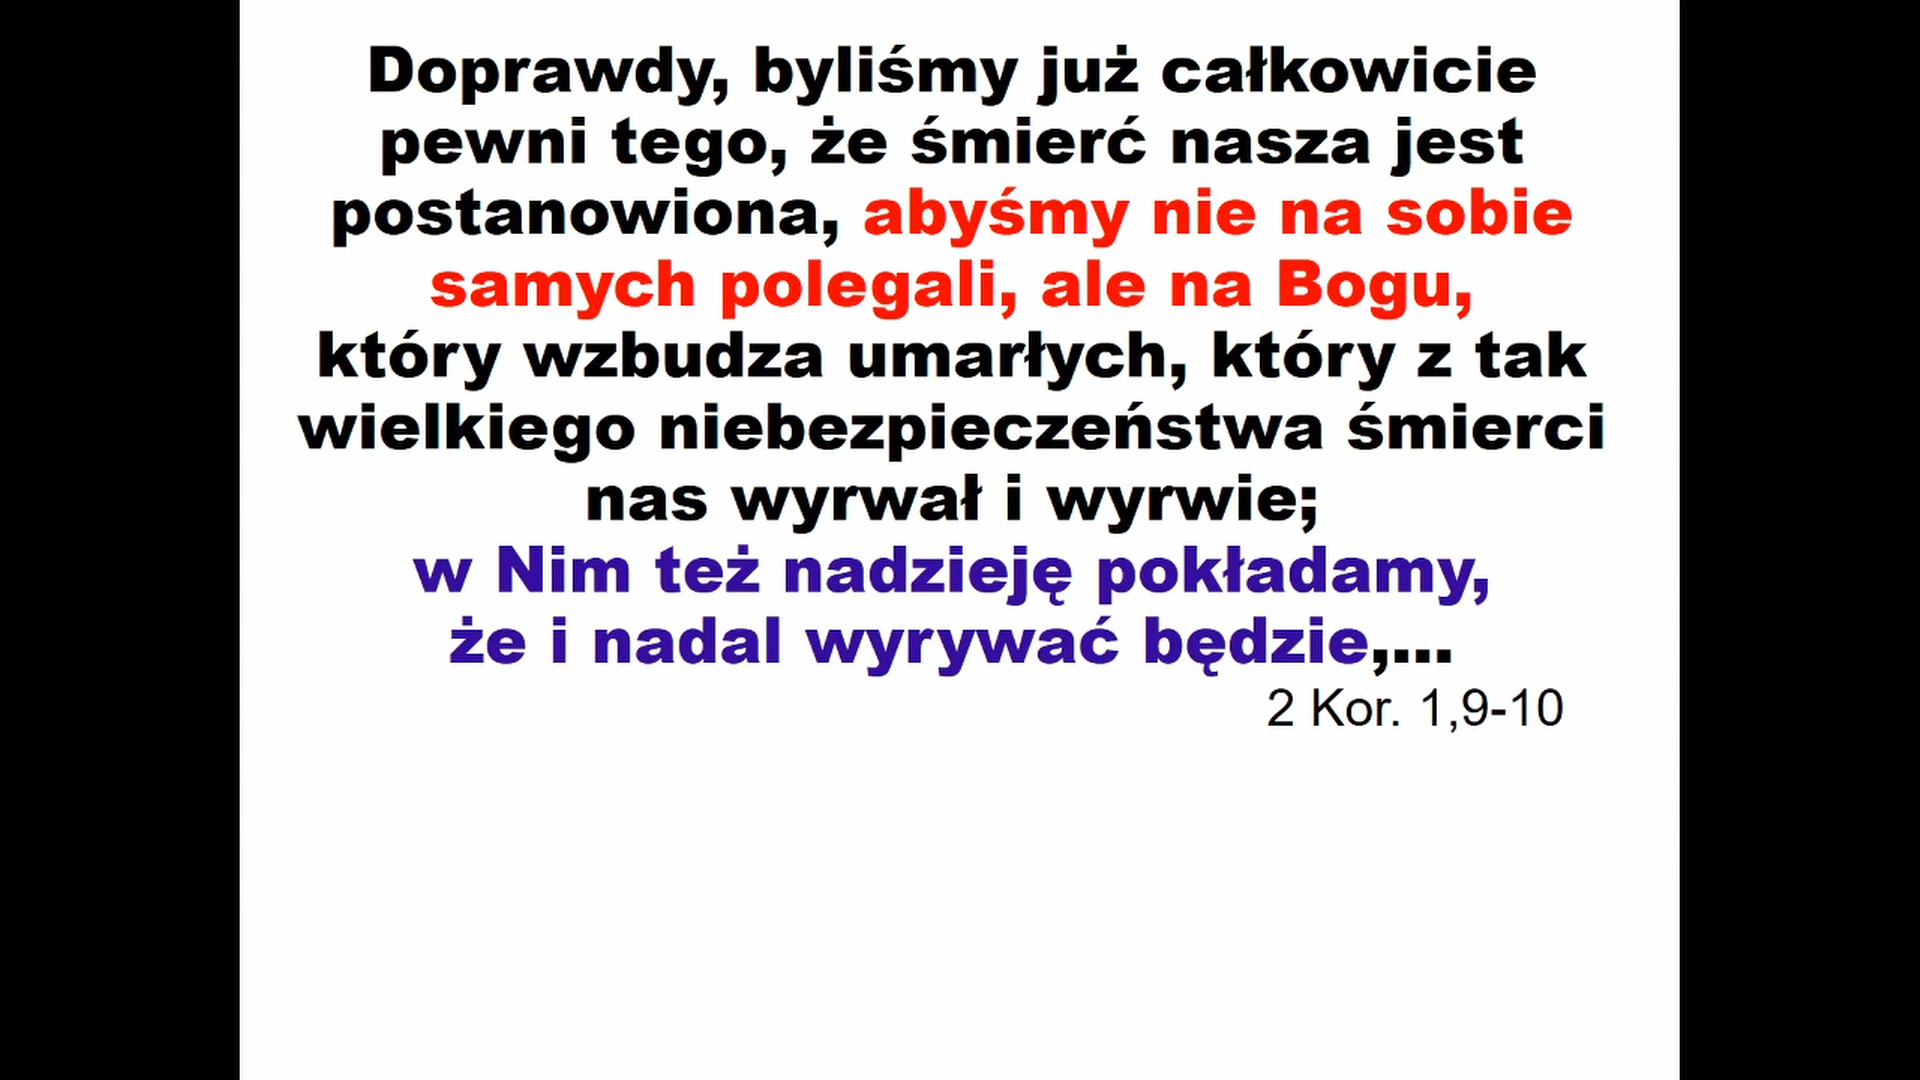 Doprawdy, byliśmy już całkowicie
pewni tego, że śmierć nasza jest
postanowiona, abyśmy nie na sobie
samych polegali, ale na Bogu,
który wzbudza umarłych, który z tak
wielkiego niebezpieczeństwa śmierci
nas wyrwał i wyrwie;
w Nim też nadzieję pokładamy,
że i nadal wyrywać będzie,...
2 Kor. 1,9-10